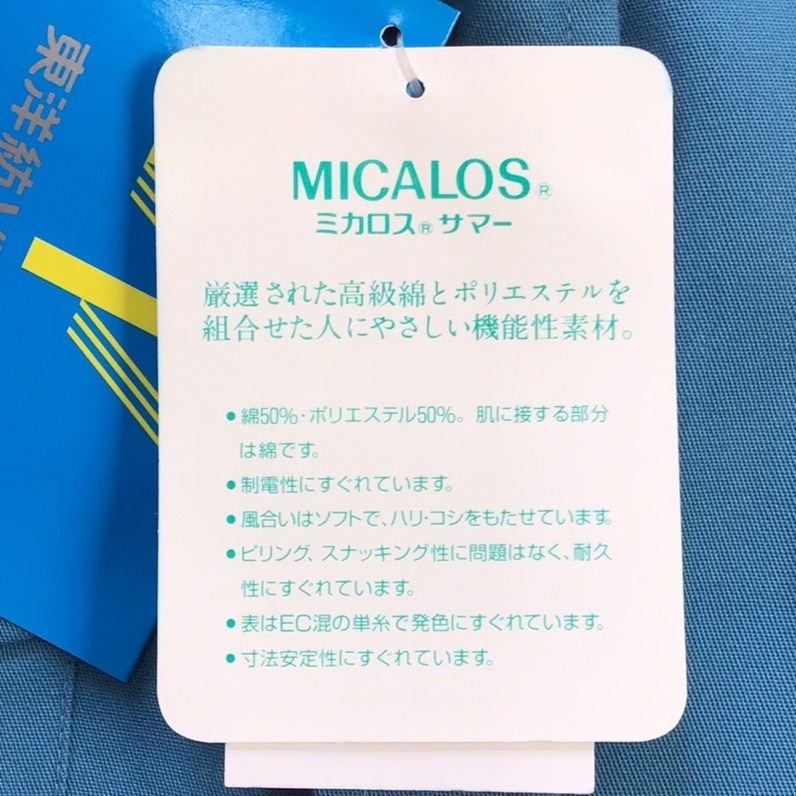 東洋紡
MICALOS®
ミカロス®サマー
厳選された高級綿とポリエステルを
組合せた人にやさしい機能性素材。
●綿50%・ポリエステル50%。肌に接する部分
は綿です。
●制電性にすぐれています。
●風合いはソフトで、ハリ・コシをもたせています。
●ピリング、スナッキング性に問題はなく、耐久
性にすぐれています。
●表はEC混の単糸で発色にすぐれています。
●寸法安定性にすぐれています。